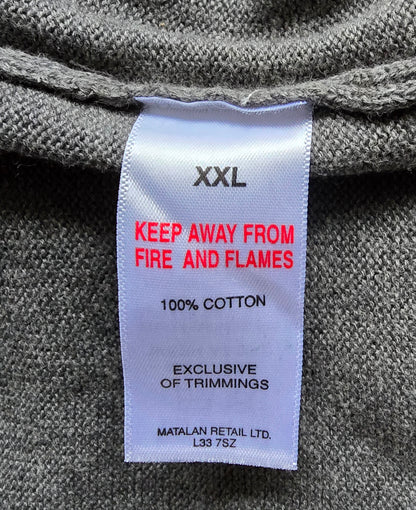 XXL
KEEP AWAY FROM
FIRE AND FLAMES
100% COTTON
EXCLUSIVE
OF TRIMMINGS
MATALAN RETAIL LTD.
L33 7SZ